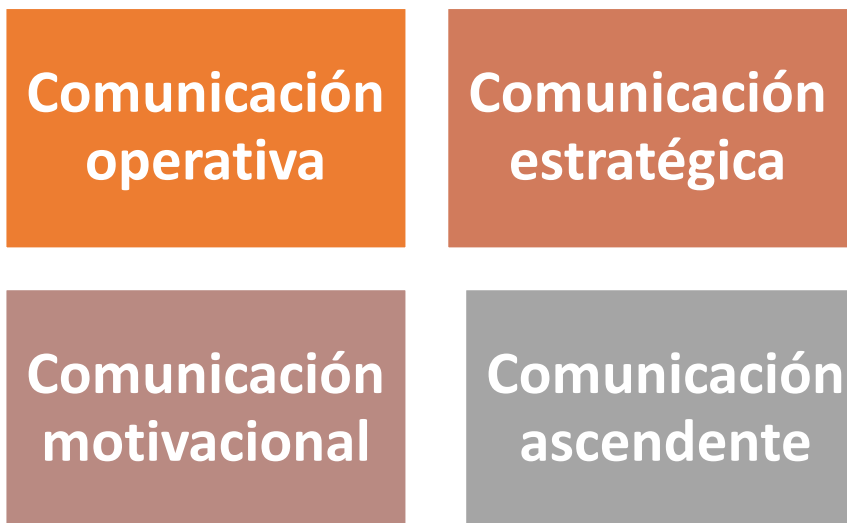 Comunicación
operativa
Comunicación
estratégica
Comunicación
motivacional
Comunicación
ascendente